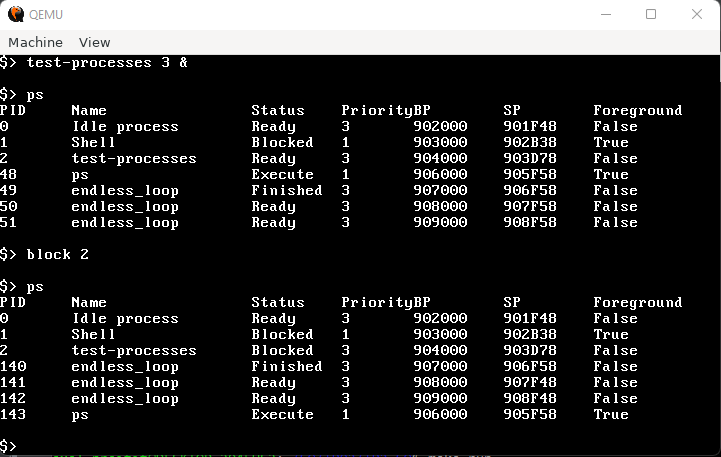 QEMU
Machine View
$> test-processes 3 &
$> ps
PID Name Status PriorityBP SP Foreground
0 Idle process Ready 3 902000 901F48 False
1 Shell Blocked 1 903000 902B38 True
2 test-processes Ready 3 904000 903D78 False
48 ps Execute 1 906000 905F58 True
49 endless_loop Finished 3 907000 906F58 False
50 endless_loop Ready 3 908000 907F58 False
51 endless_loop Ready 3 909000 908F58 False
$> block 2
$> ps
PID Name Status PriorityBP SP Foreground
0 Idle process Ready 3 902000 901F48 False
1 Shell Blocked 1 903000 902B38 True
2 test-processes Blocked 3 904000 903D78 False
140 endless_loop Finished 3 907000 906F58 False
141 endless_loop Ready 3 908000 907F48 False
142 endless_loop Ready 3 909000 908F48 False
143 ps Execute 1 906000 905F58 True
$>